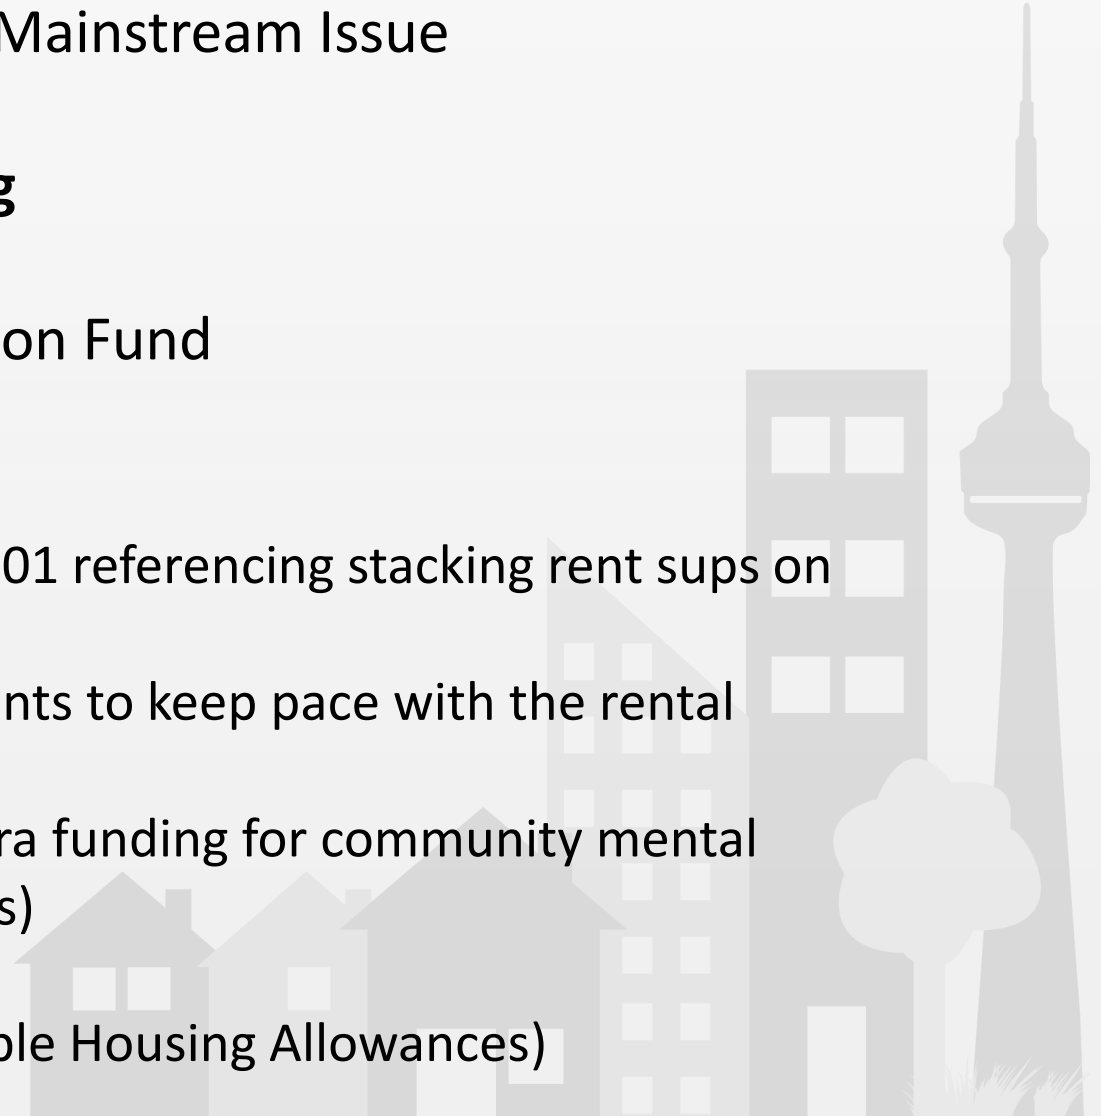 Mainstream Issue
g
on Fund
01 referencing stacking rent sups on
nts to keep pace with the rental
ra funding for community mental
s)
ble Housing Allowances)